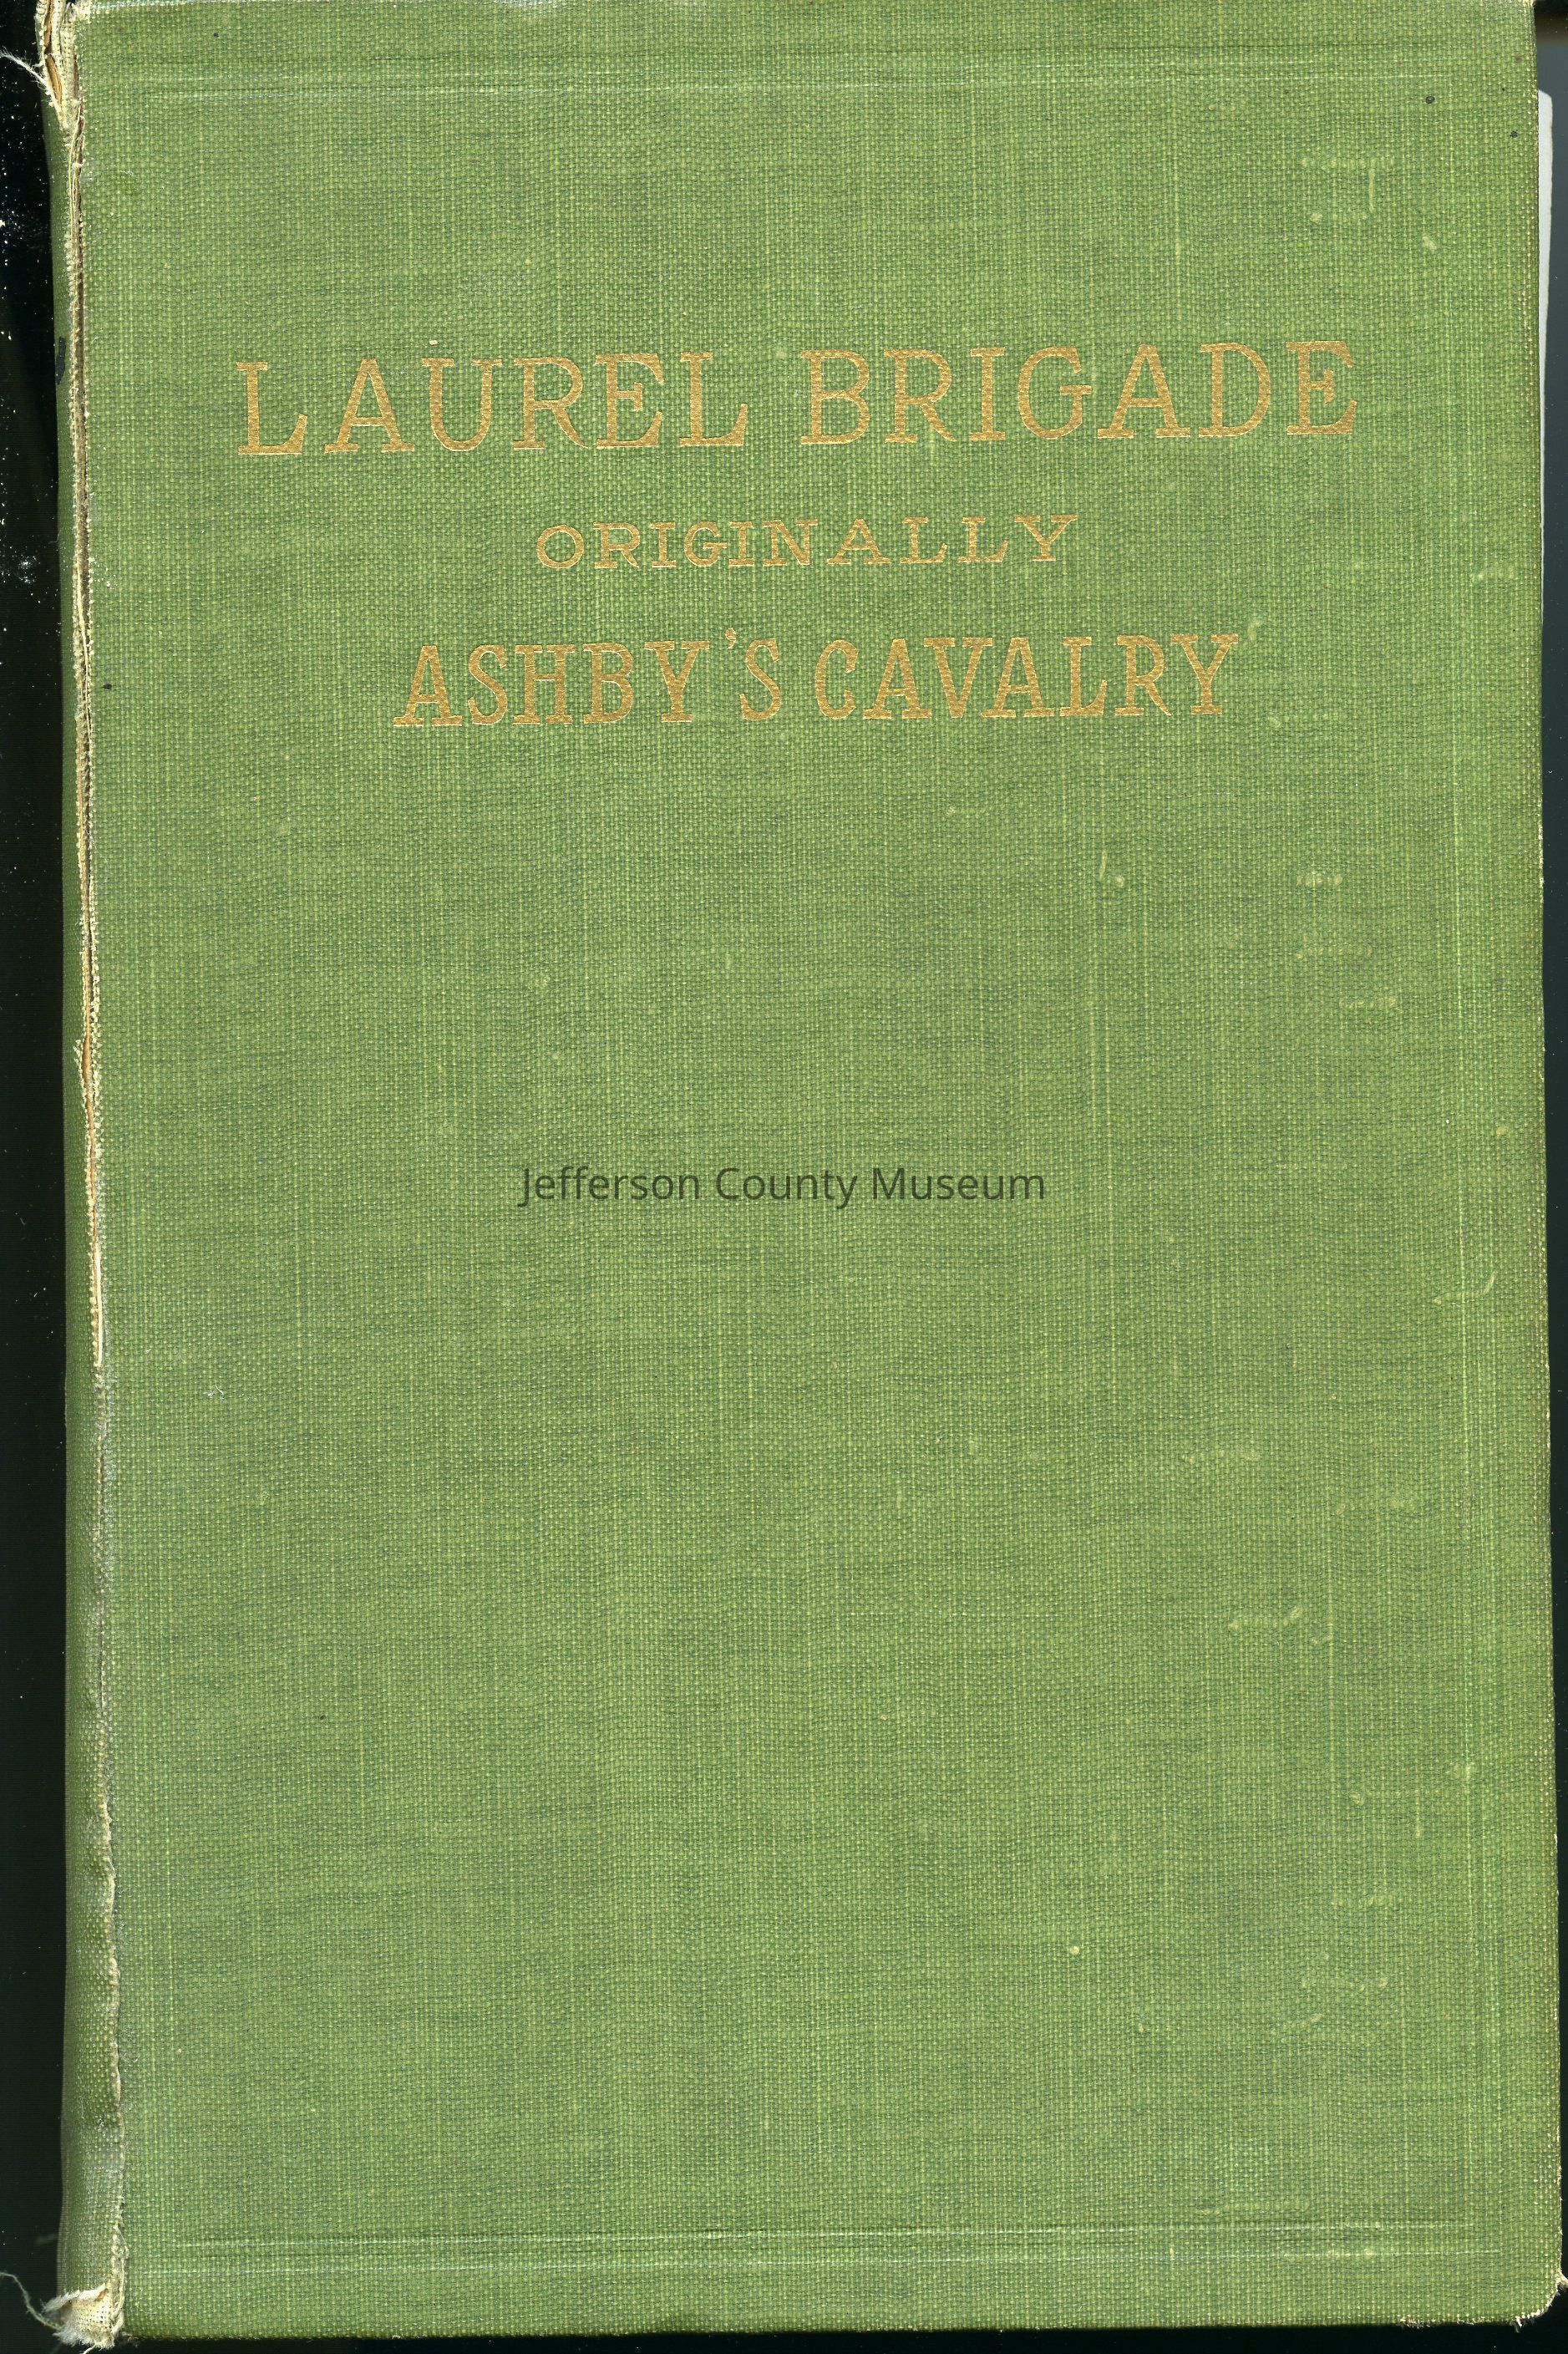 LAUREL BRIGADE
ORIGINALLY
ASHBY'S CAVALRY
Jefferson County Museum